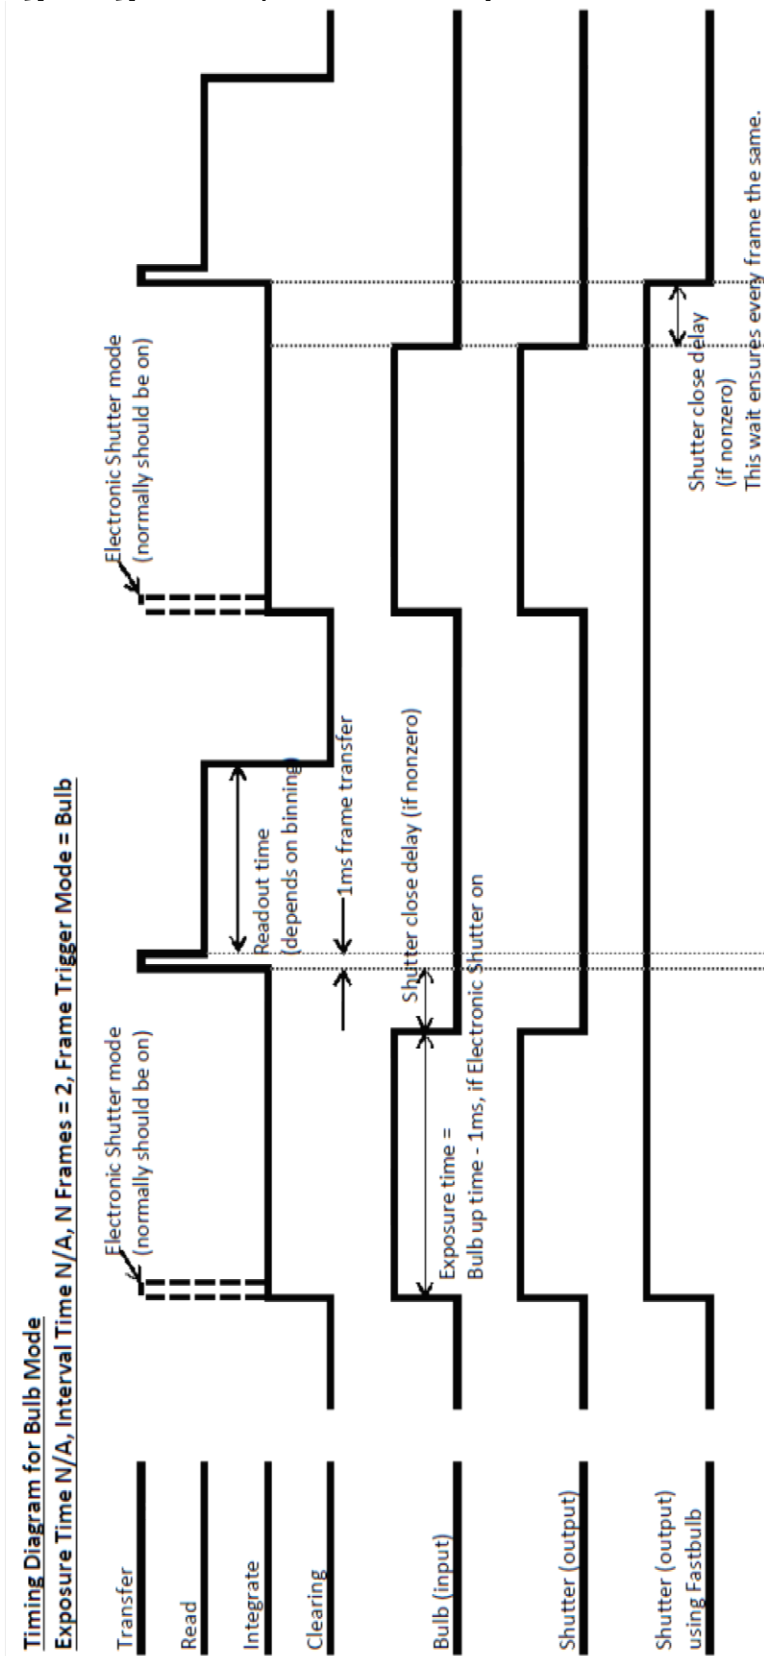 Timing Diagram for Bulb Mode
Exposure Time N/A, Interval Time N/A, N Frames = 2, Frame Trigger Mode = Bulb
Transfer
Read
Integrate
Clearing
Bulb (input)
Shutter (output)
Shutter (output)
using Fastbulb
Electronic Shutter mode
(normally should be on)
Exposure time =
Bulb up time - 1ms, if Electronic Shutter on
Shutter close delay (if nonzero)
1ms frame transfer
Readout time
(depends on binning)
Electronic Shutter mode
(normally should be on)
Shutter close delay
(if nonzero)
This wait ensures every frame the same.